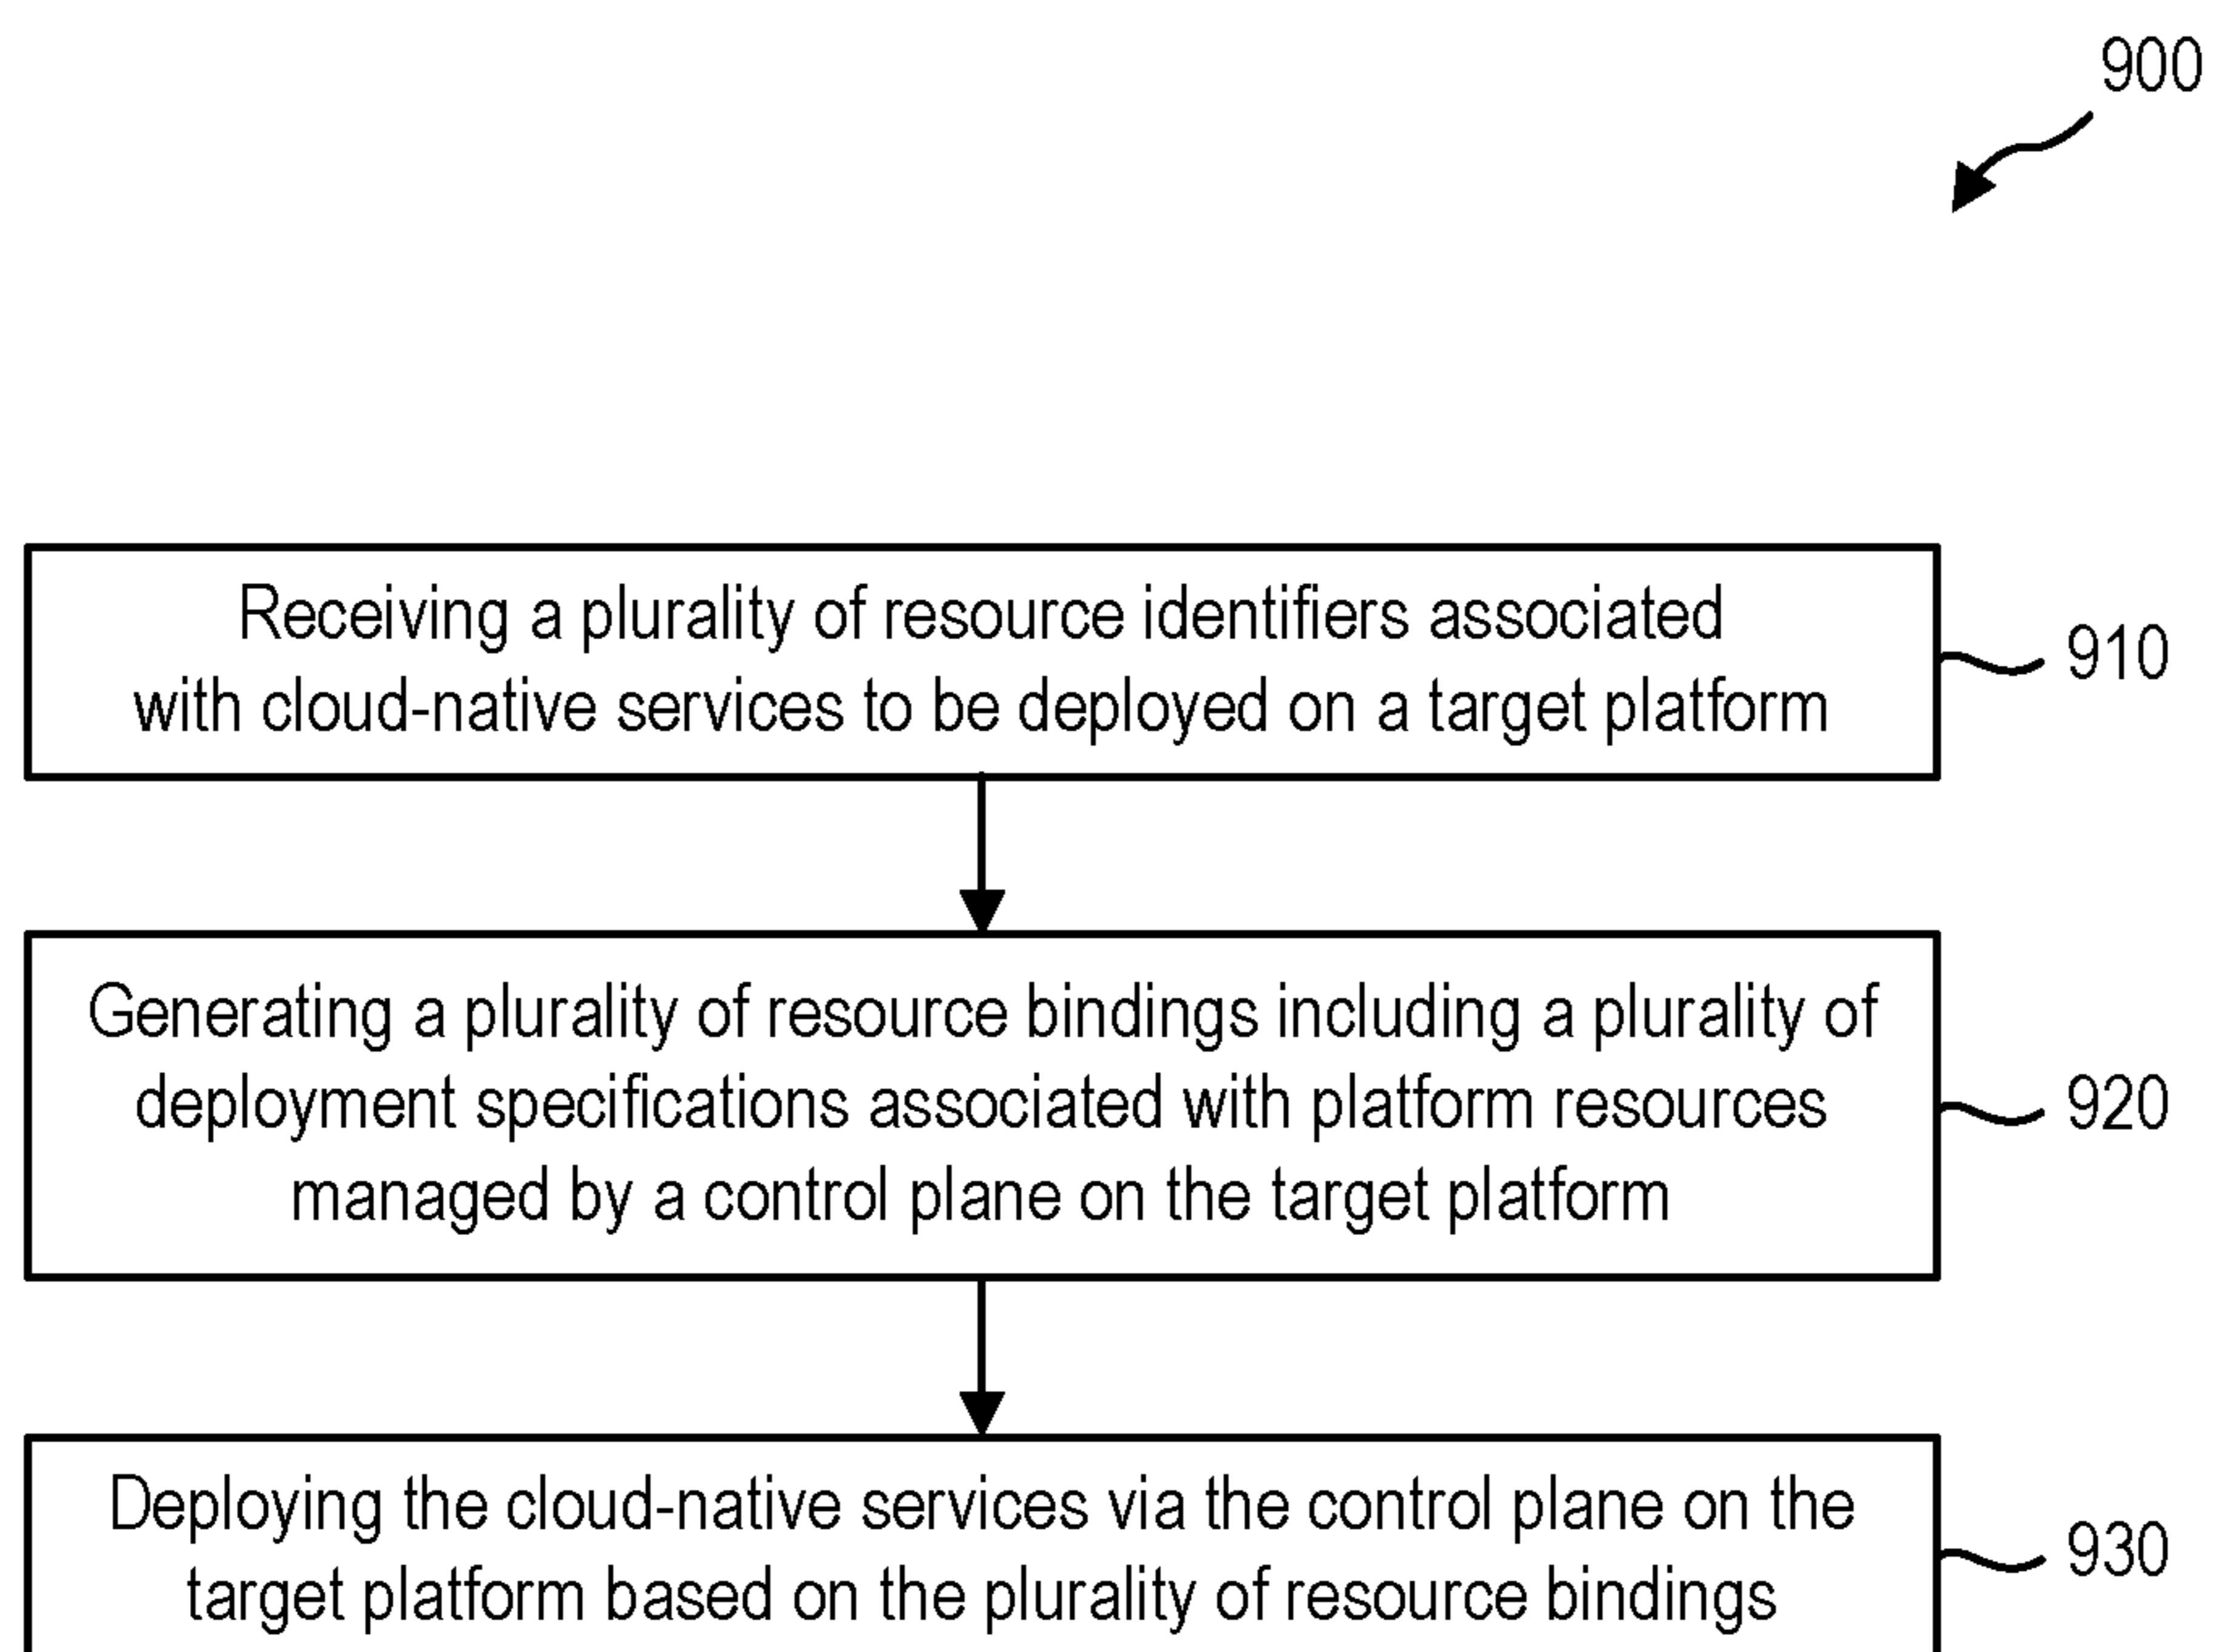 900
Receiving a plurality of resource identifiers associated
with cloud-native services to be deployed on a target platform
910
Generating a plurality of resource bindings including a plurality of
deployment specifications associated with platform resources
managed by a control plane on the target platform
920
Deploying the cloud-native services via the control plane on the
target platform based on the plurality of resource bindings
930